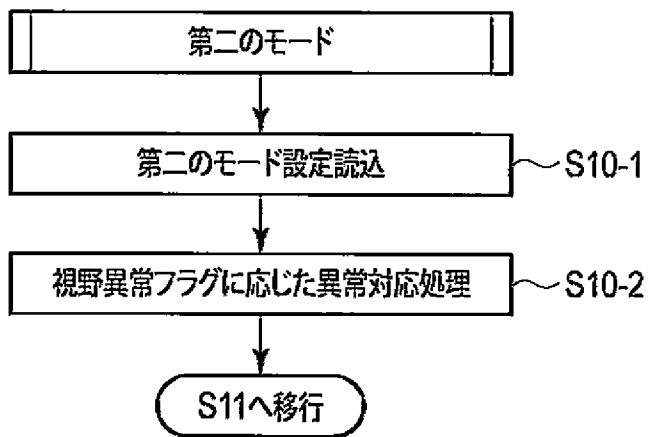 第二のモード
第二のモード設定読込
S10-1
視野異常フラグに応じた異常対応処理
S10-2
S11へ移行